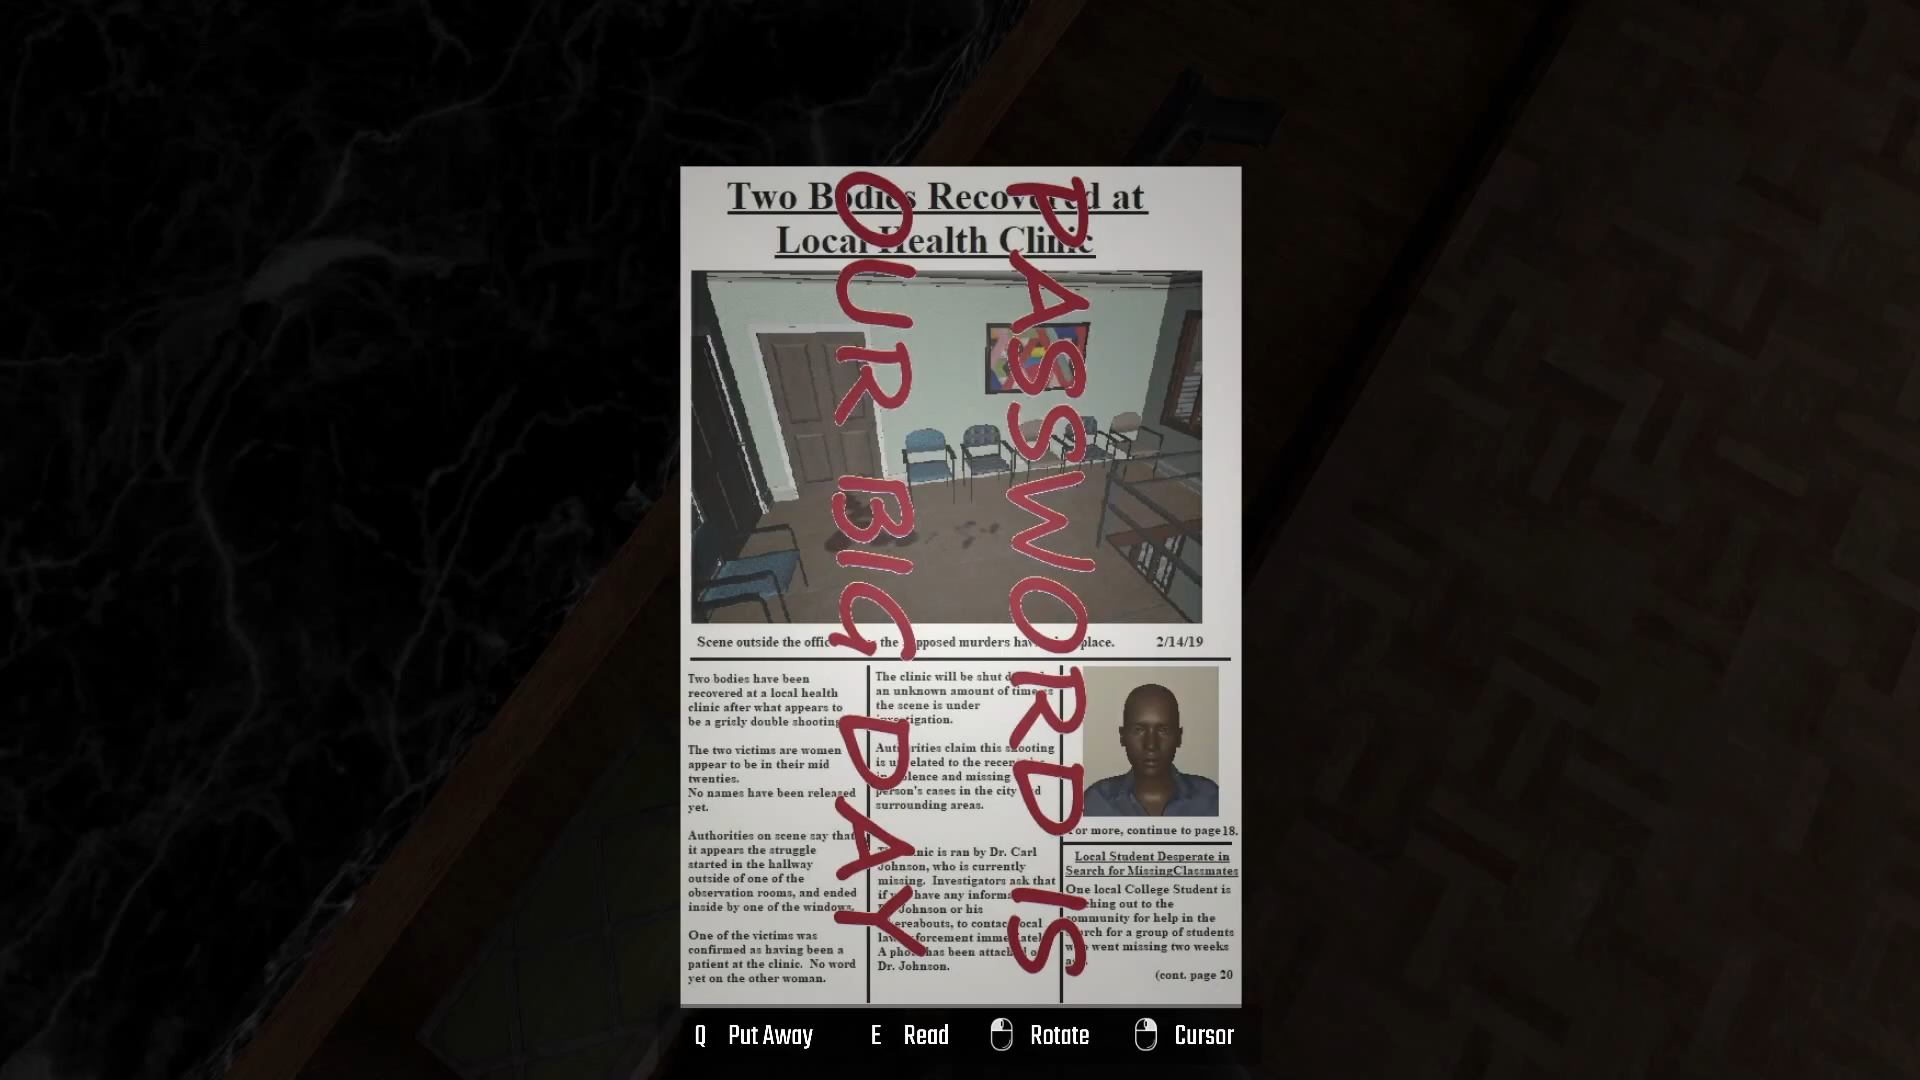 Two Bodies Recovered at
Local Health Clinic
PASSWORD IS
OUR BIG DAY
Scene outside the the have place. 2/14/19
Two bodies have been
recovered at a local health
clinic after what appears to
be a grisly double shooting
The two victims are women
appear to be in their mid
twenties.
No names have been released
yet.
Authorities on scene say that
it appears the struggle
started in the hallway
outside of one of the
observation rooms, and ended
inside by one of the windows.
One of the victims was
confirmed as having been a
patient at the clinic. No word
yet on the other woman.
The clinic will be shut
an unknown amount of time as
the scene is under
investigation.
Authorities claim this shooting
is unrelated to the recent
in violence and missing
person's cases in the city and
surrounding areas.
The clinic is ran by Dr. Carl
Johnson, who is currently
missing. Investigators ask that
if you have any
Johnson or his
whereabouts, to contact local
law enforcement immediately
A photo has been attached of
Dr. Johnson.
For more, continue to page 18.
Local Student Desperate in
Search for MissingClassmates
One local College Student is
reaching out to the
community for help in the
search for a group of students
who went missing two weeks
(cont. page 20
Q Put Away E Read Rotate Cursor